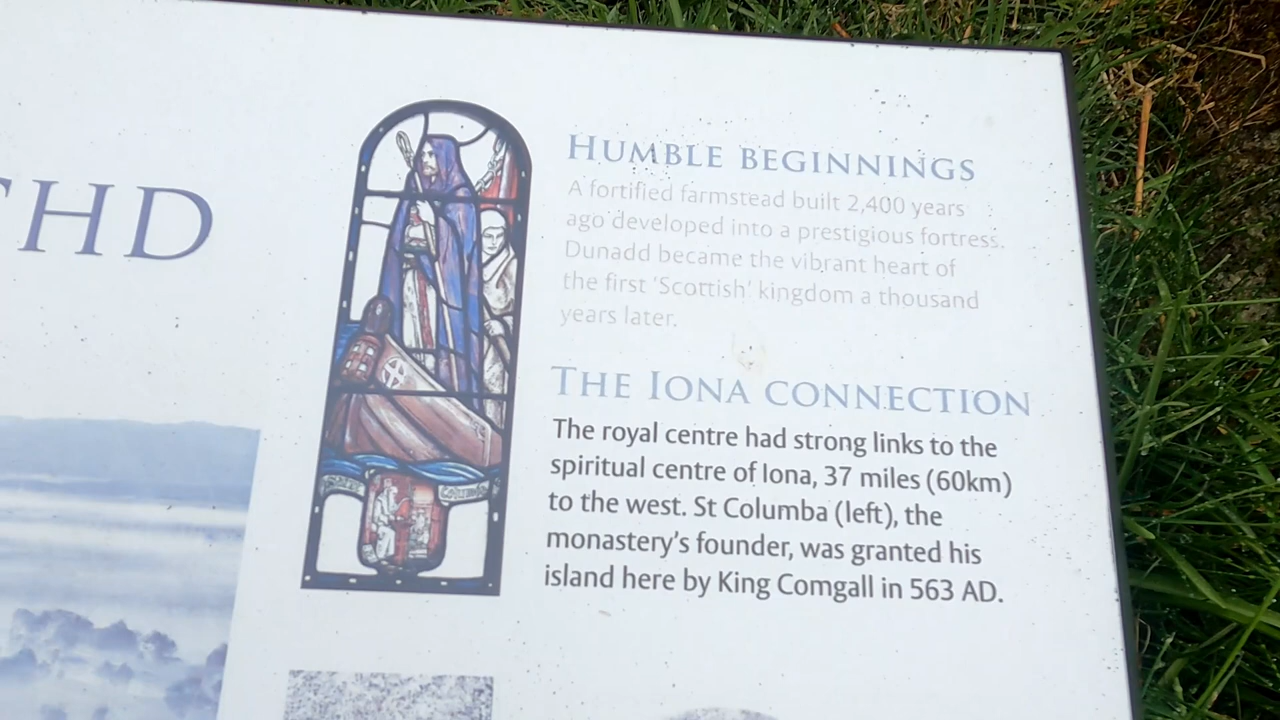 HD
HUMBLE BEGINNINGS
A fortified farmstead built 2,400 years
ago developed into a prestigious fortress.
Dunadd became the vibrant heart of
the first 'Scottish' kingdom a thousand
years later.
THE IONA CONNECTION
The royal centre had strong links to the
spiritual centre of Iona, 37 miles (60km)
to the west. St Columba (left), the
monastery's founder, was granted his
island here by King Comgall in 563 AD.
Columba